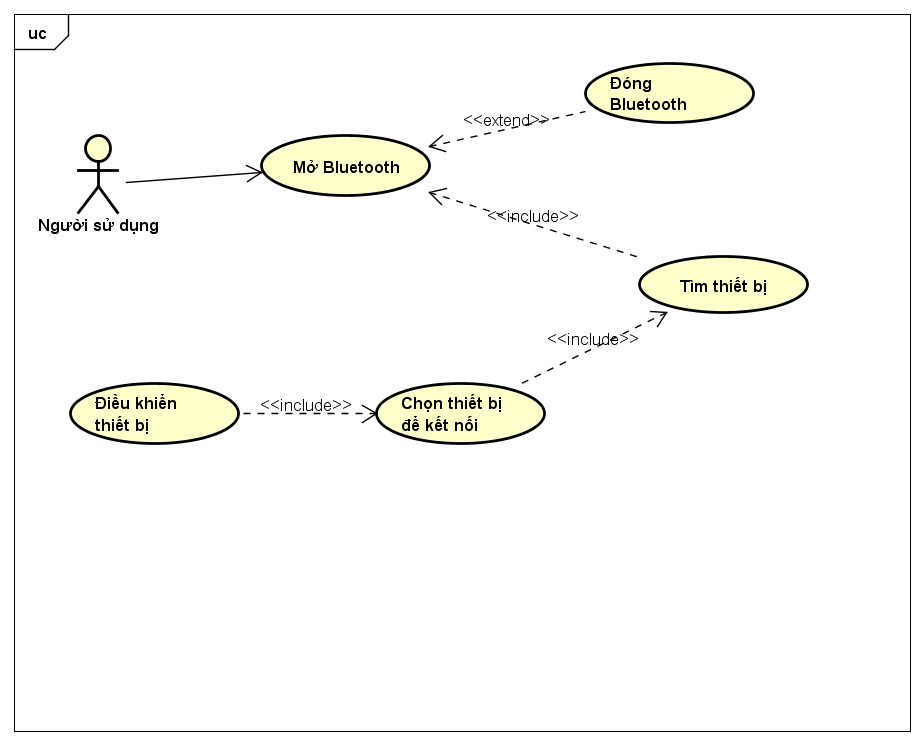 uc
Đóng
Bluetooth
<<extend>>
Mở Bluetooth
Người sử dụng
<<include>>
Tìm thiết bị
<<include>>
Điều khiển
thiết bị
<<include>>
Chọn thiết bị
để kết nối